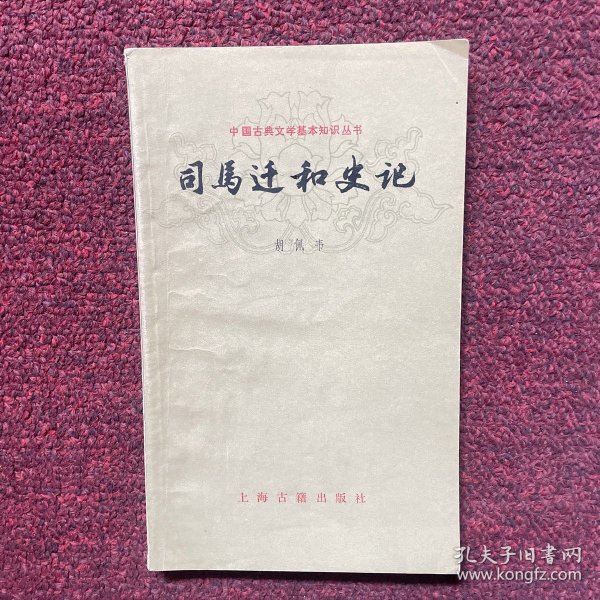 中国古典文学基本知识丛书
司馬迁和史记
胡佩韦
上海古籍出版社
孔夫子旧书网
www.kongfz.com